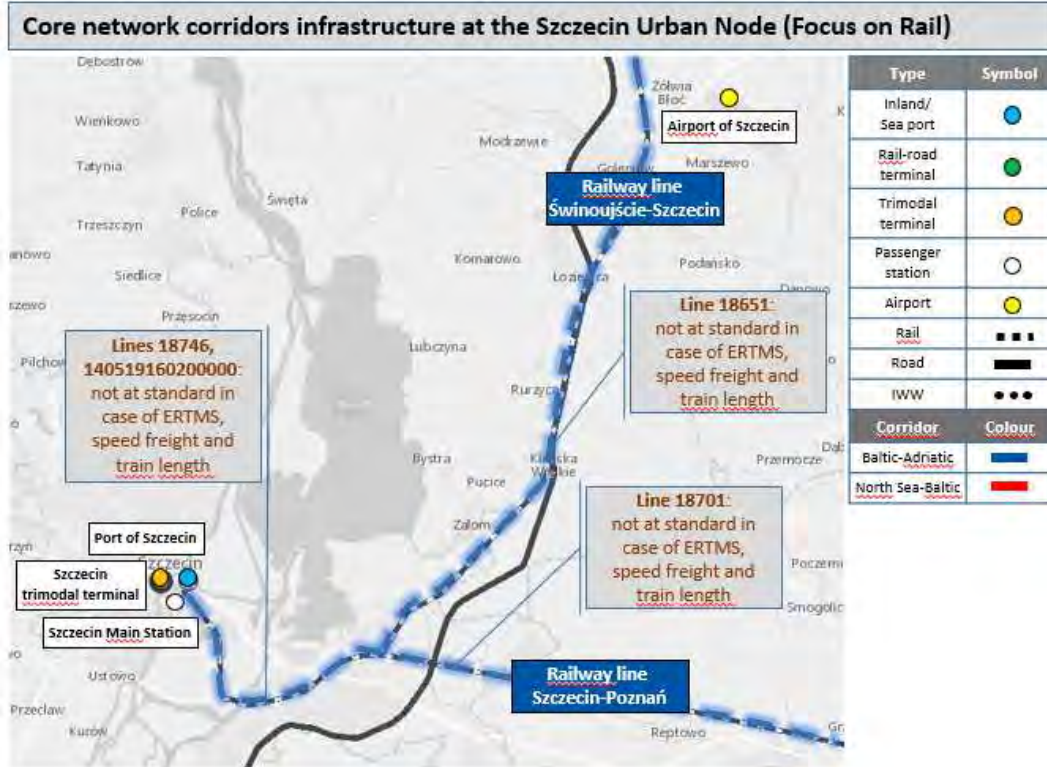 Core network corridors infrastructure at the Szczecin Urban Node (Focus on Rail)
Dębostrów
Wieńkowo
Tatynia
Police
Święta
Trzeszczyn
Siedlice
Przęsocin
Modrzewie
Żółwia
Błoć
Airport of Szczecin
Goleniów
Marszewo
Railway line
Świnoujście-Szczecin
Komarowo
Podańsko
Łozienica
Danowo
Lines 18746,
140519160200000:
not at standard in
case of ERTMS,
speed freight and
train length
Line 18651:
not at standard in
case of ERTMS,
speed freight and
train length
Lubczyna
Rurzyca
Bystra
Kliniska
Wielkie
Przemocze
Pucice
Załom
Line 18701:
not at standard in
case of ERTMS,
speed freight and
train length
Port of Szczecin
Szczecin
Szczecin
trimodal terminal
Szczecin Main Station
Ustowo
Przecław
Kurów
Railway line
Szczecin-Poznań
Reptowo
Type Symbol
Inland/
Sea port
Rail-road
terminal
Trimodal
terminal
Passenger
station
Airport
Rail
Road
IWW
Corridor Colour
Baltic-Adriatic
North Sea-Baltic